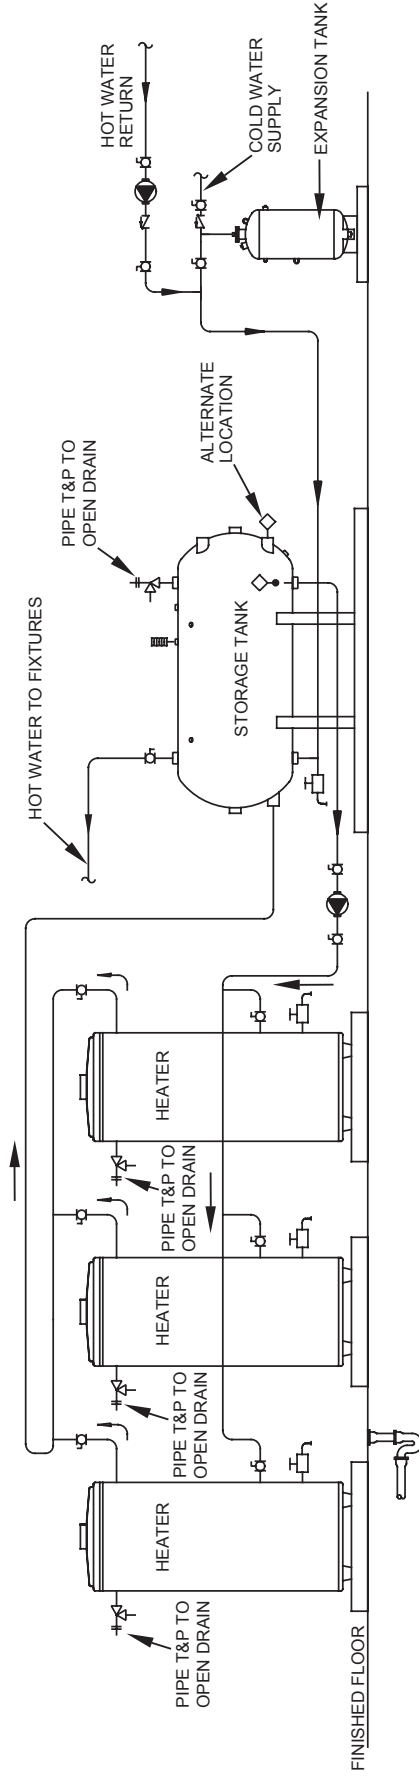 HOT WATER
RETURN
COLD WATER
SUPPLY
EXPANSION TANK
PIPE T&P TO
OPEN DRAIN
ALTERNATE
LOCATION
HOT WATER TO FIXTURES
STORAGE TANK
HEATER
PIPE T&P TO
OPEN DRAIN
HEATER
PIPE T&P TO
OPEN DRAIN
HEATER
PIPE T&P TO
OPEN DRAIN
FINISHED FLOOR